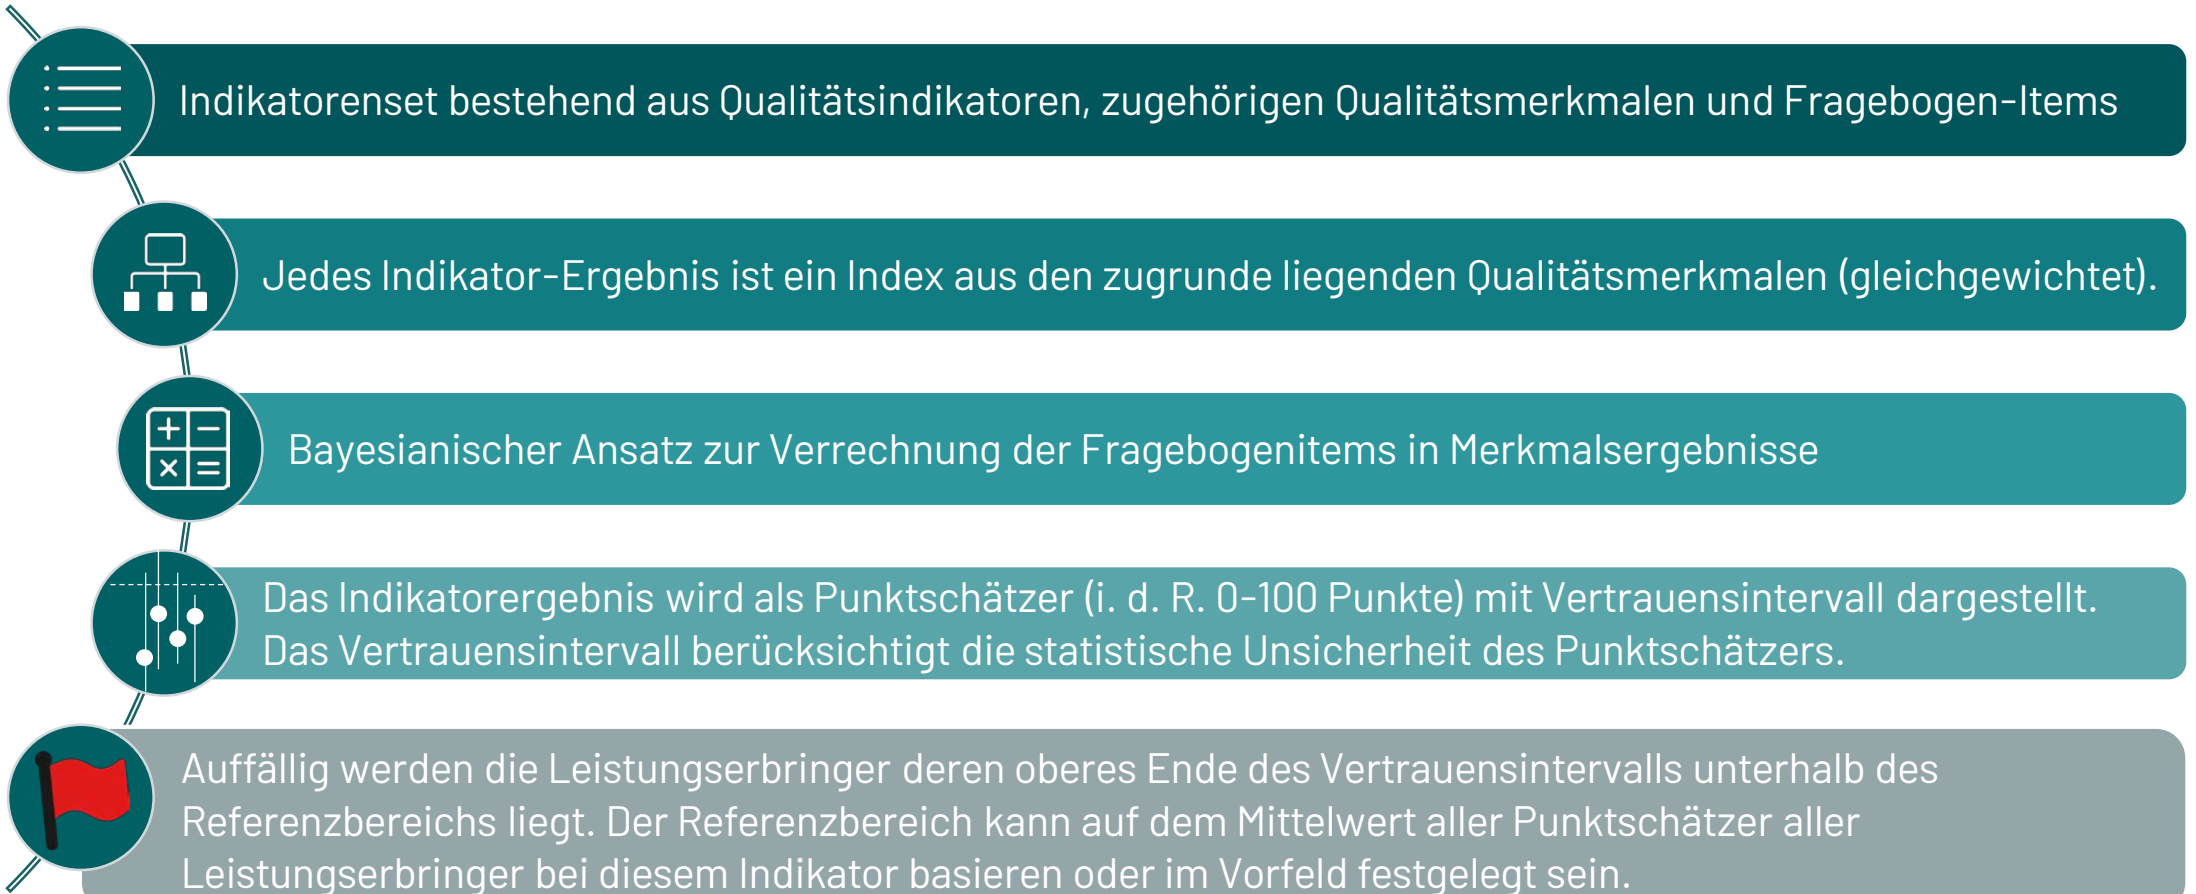 Indikatorenset bestehend aus Qualitätsindikatoren, zugehörigen Qualitätsmerkmalen und Fragebogen-Items
Jedes Indikator-Ergebnis ist ein Index aus den zugrunde liegenden Qualitätsmerkmalen (gleichgewichtet).
Bayesianischer Ansatz zur Verrechnung der Fragebogenitems in Merkmalsergebnisse
Das Indikatorergebnis wird als Punktschätzer (i. d. R. 0-100 Punkte) mit Vertrauensintervall dargestellt.
Das Vertrauensintervall berücksichtigt die statistische Unsicherheit des Punktschätzers.
Auffällig werden die Leistungserbringer deren oberes Ende des Vertrauensintervalls unterhalb des
Referenzbereichs liegt. Der Referenzbereich kann auf dem Mittelwert aller Punktschätzer aller
Leistungserbringer bei diesem Indikator basieren oder im Vorfeld festgelegt sein.